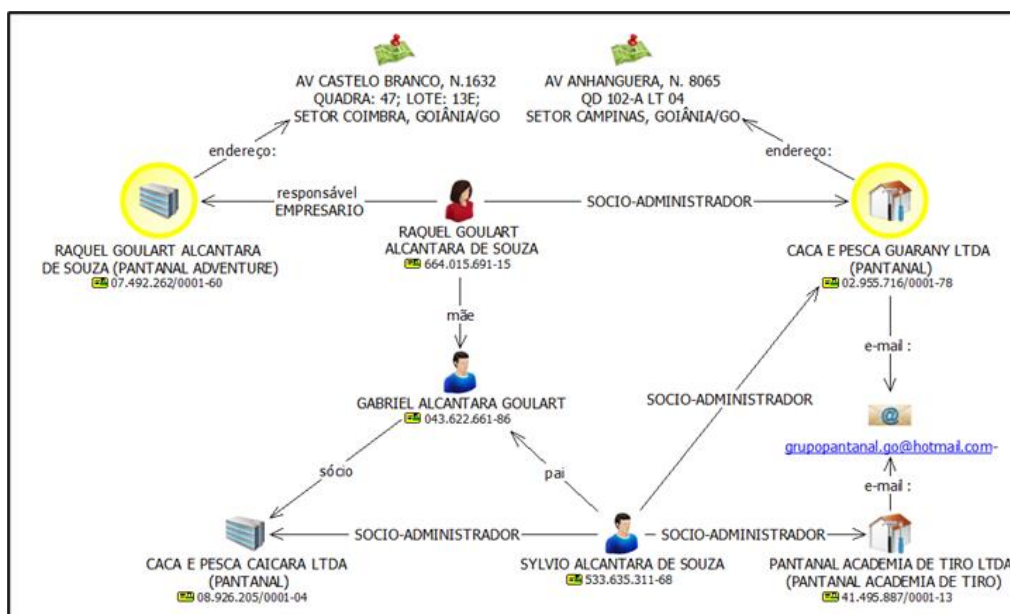 AV CASTELO BRANCO, N.1632
QUADRA: 47; LOTE: 13E;
SETOR COIMBRA, GOIÂNIA/GO
AV ANHANGUERA, N. 8065
QD 102-A LT 04
SETOR CAMPINAS, GOIÂNIA/GO
endereço:
endereço:
responsável
EMPRESARIO
SOCIO-ADMINISTRADOR
RAQUEL GOULART ALCANTARA
DE SOUZA (PANTANAL ADVENTURE)
07.492.262/0001-60
RAQUEL GOULART
ALCANTARA DE SOUZA
664.015.691-15
CACA E PESCA GUARANY LTDA
(PANTANAL)
02.955.716/0001-78
mãe
e-mail :
GABRIEL ALCANTARA GOULART
043.622.661-86
SOCIO-ADMINISTRADOR
grupopantanal.go@hotmail.com-
sócio
pai
e-mail :
SOCIO-ADMINISTRADOR
SOCIO-ADMINISTRADOR
CACA E PESCA CAICARA LTDA
(PANTANAL)
08.926.205/0001-04
SYLVIO ALCANTARA DE SOUZA
533.635.311-68
PANTANAL ACADEMIA DE TIRO LTDA
(PANTANAL ACADEMIA DE TIRO)
41.495.887/0001-13